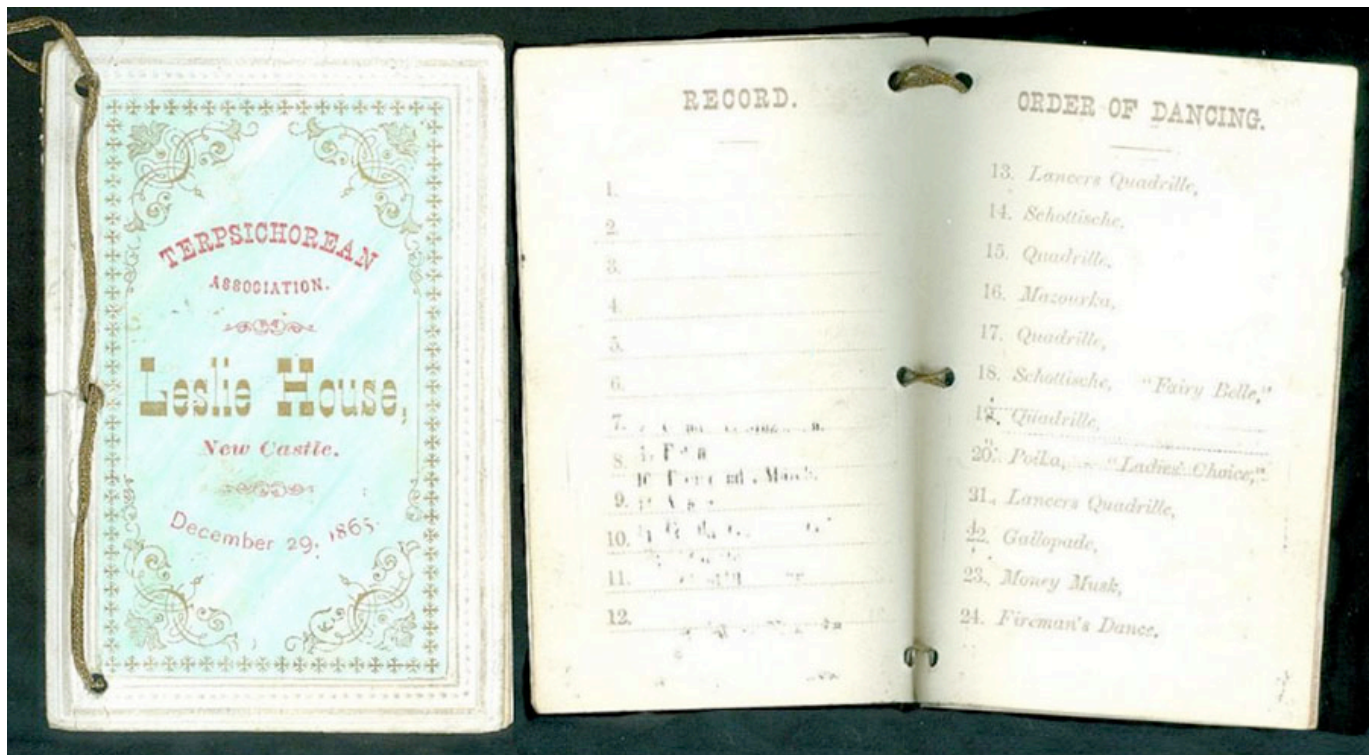 TERPSICHOREAN
ASSOCIATION.
Leslie House,
New Castle.
December 29, 1865.
RECORD.
1.
2.
3.
4.
5.
6.
7.
8.
9.
10.
11.
12.
ORDER OF DANCING.
13. Lancers Quadrille,
14. Schottische,
15. Quadrille,
16. Mazourka,
17. Quadrille,
18. Schottische, "Fairy Belle,"
19. Quadrille,
20. Polka, "Ladies' Choice,"
21. Lancers Quadrille,
22. Gallopade,
23. Money Musk,
24. Fireman's Dance.